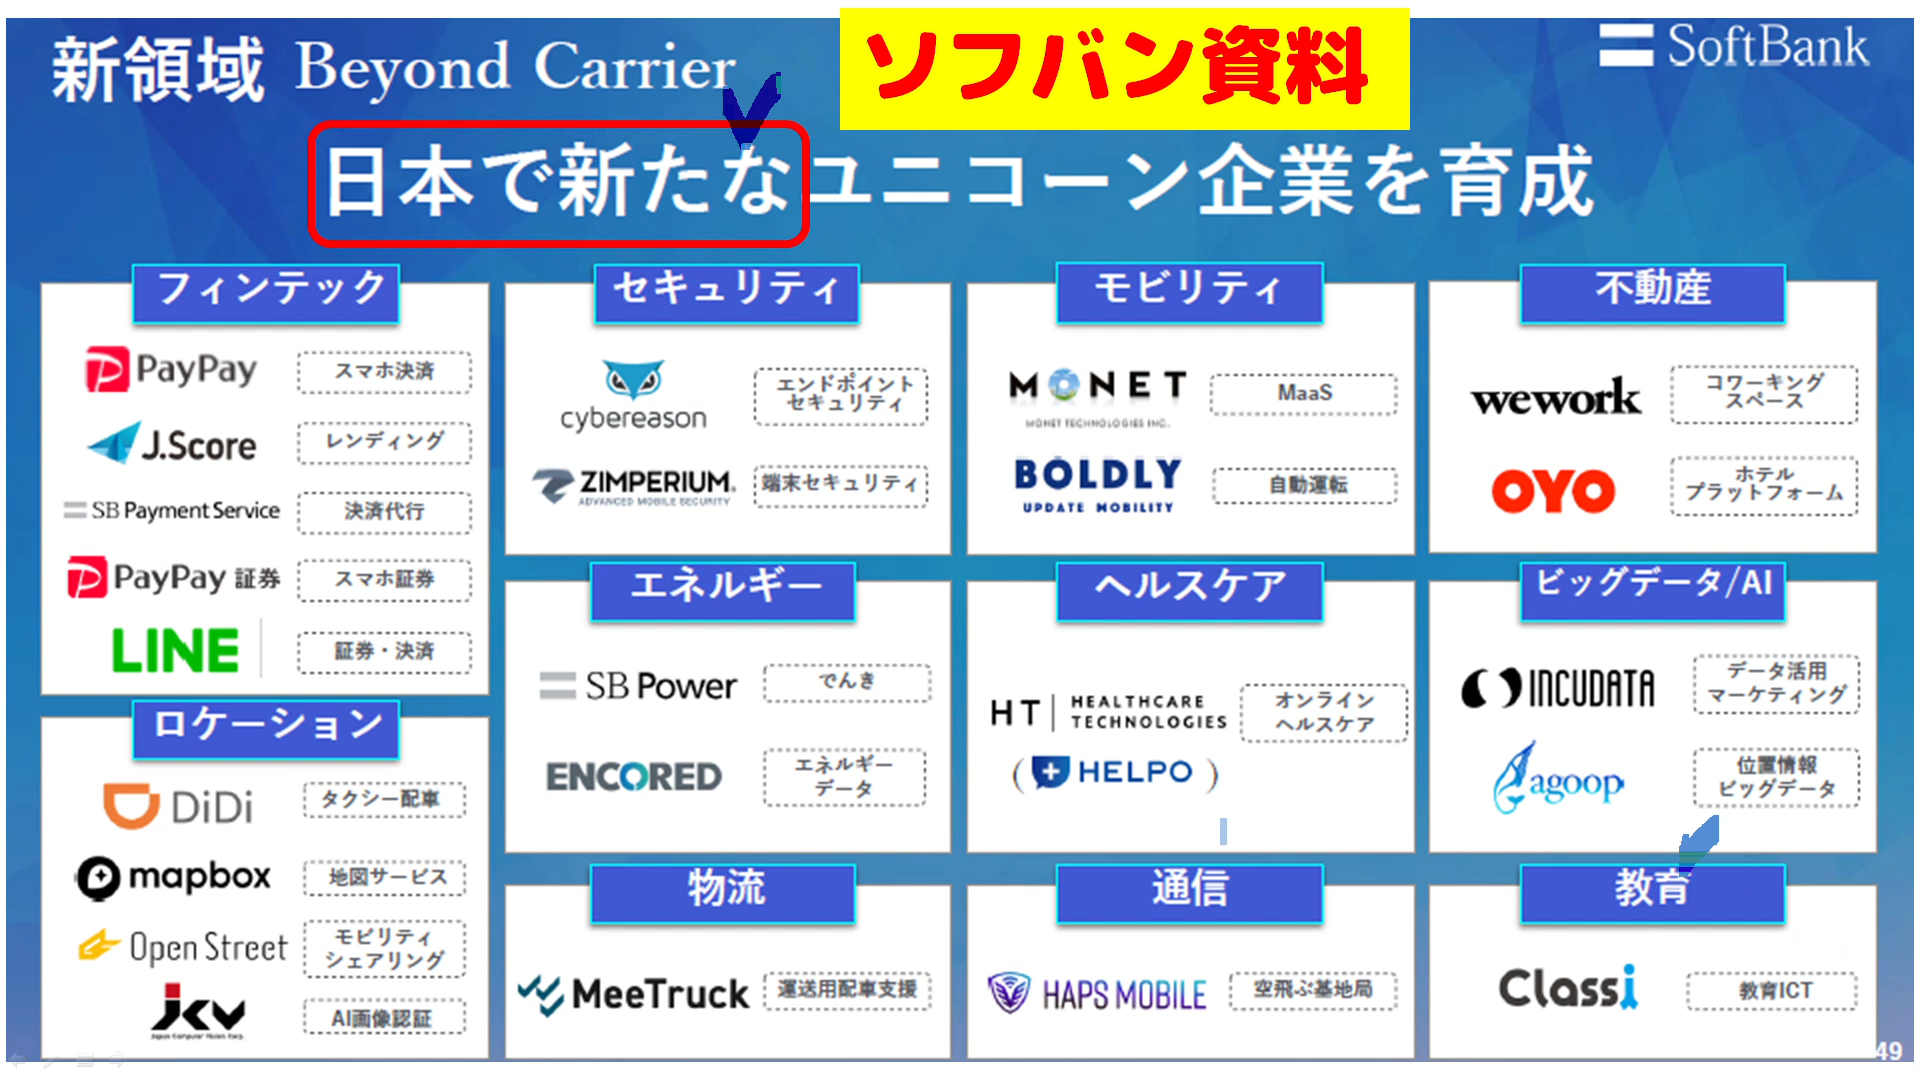 新領域 Beyond Carrier
ソフバン資料
SoftBank
日本で新たなユニコーン企業を育成
フィンテック
PayPay
スマホ決済
J.Score
レンディング
SB Payment Service
決済代行
PayPay 証券
スマホ証券
LINE
証券・決済
セキュリティ
cybereason
エンドポイント
セキュリティ
ZIMPERIUM.
ADVANCED MOBILE SECURITY
端末セキュリティ
モビリティ
MONET
MONET TECHNOLOGIES INC.
MaaS
BOLDLY
UPDATE MOBILITY
自動運転
不動産
wework
コワーキング
スペース
OYO
ホテル
プラットフォーム
ロケーション
DiDi
タクシー配車
mapbox
地図サービス
Open Street
モビリティ
シェアリング
JCV
Japan Computer Vision Corp.
AI画像認証
エネルギー
SB Power
でんき
ENCORED
エネルギー
データ
ヘルスケア
HT HEALTHCARE
TECHNOLOGIES
オンライン
ヘルスケア
( HELPO )
ビッグデータ/AI
INCUDATA
データ活用
マーケティング
agoop
位置情報
ビッグデータ
物流
MeeTruck
運送用配車支援
通信
HAPS MOBILE
空飛ぶ基地局
教育
Classi
教育ICT
49